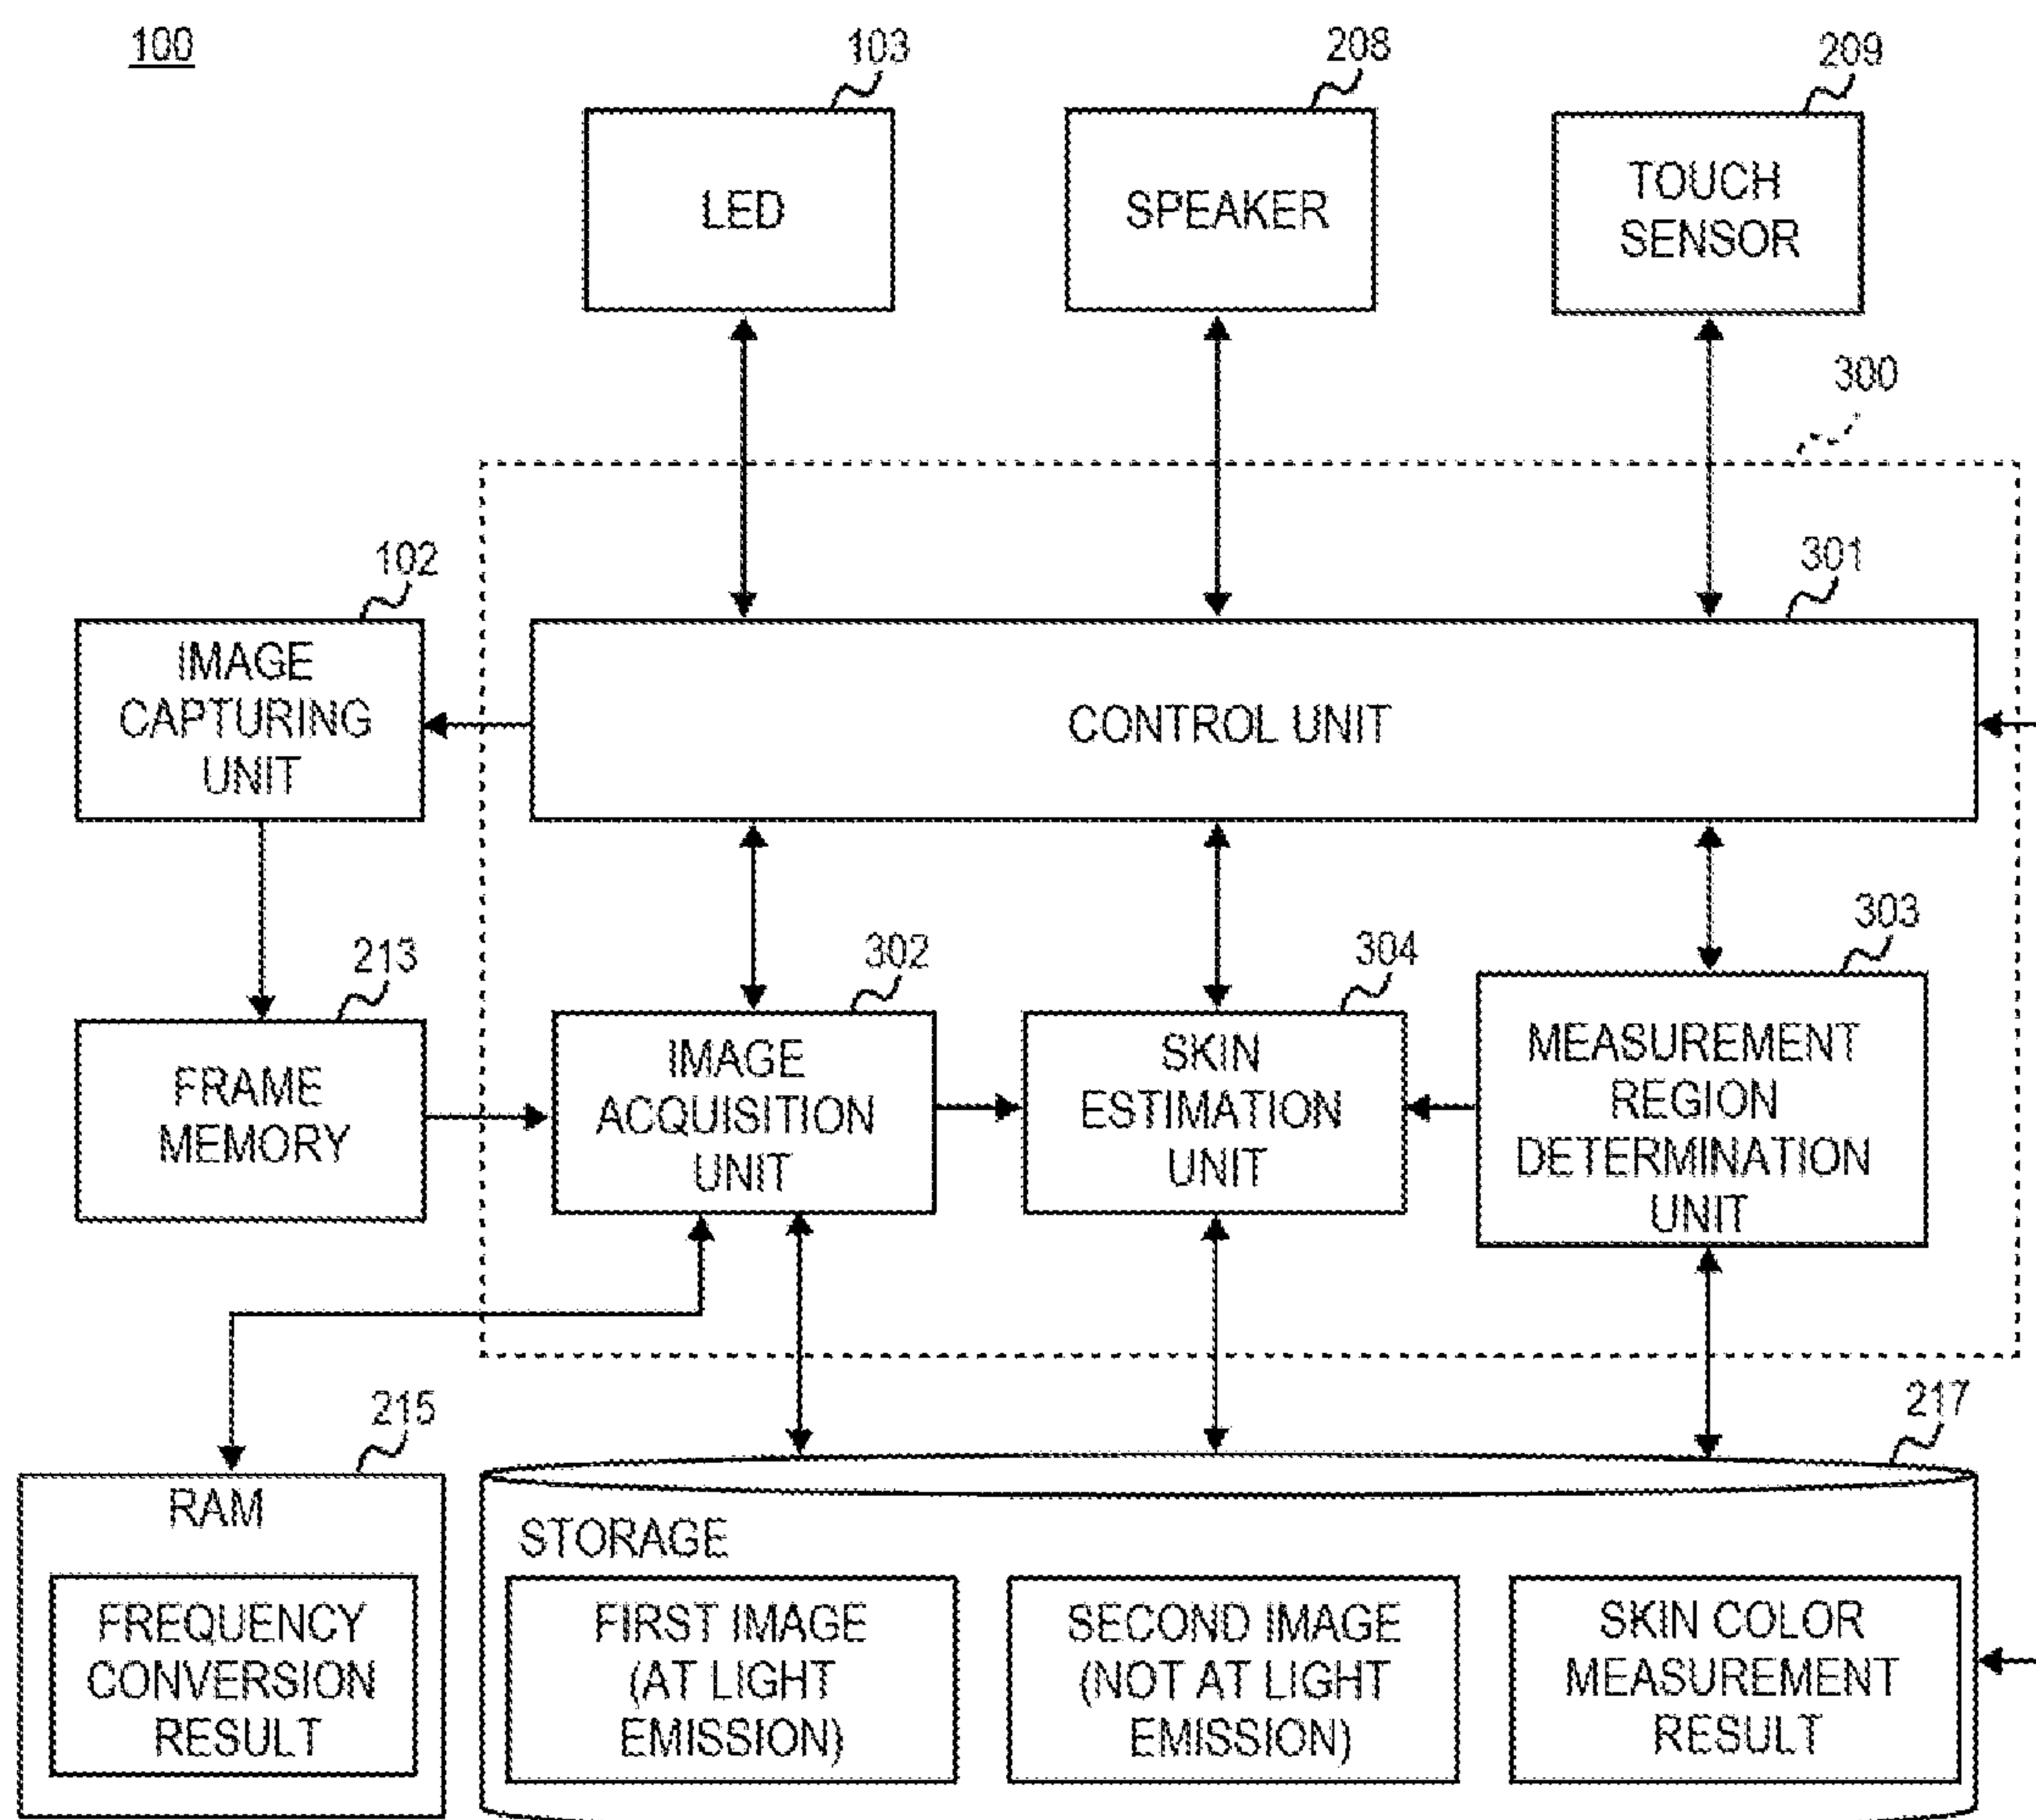 100
103
208
209
LED
SPEAKER
TOUCH
SENSOR
300
102
301
IMAGE
CAPTURING
UNIT
CONTROL UNIT
213
302
304
303
FRAME
MEMORY
IMAGE
ACQUISITION
UNIT
SKIN
ESTIMATION
UNIT
MEASUREMENT
REGION
DETERMINATION
UNIT
215
217
RAM
FREQUENCY
CONVERSION
RESULT
STORAGE
FIRST IMAGE
(AT LIGHT
EMISSION)
SECOND IMAGE
(NOT AT LIGHT
EMISSION)
SKIN COLOR
MEASUREMENT
RESULT